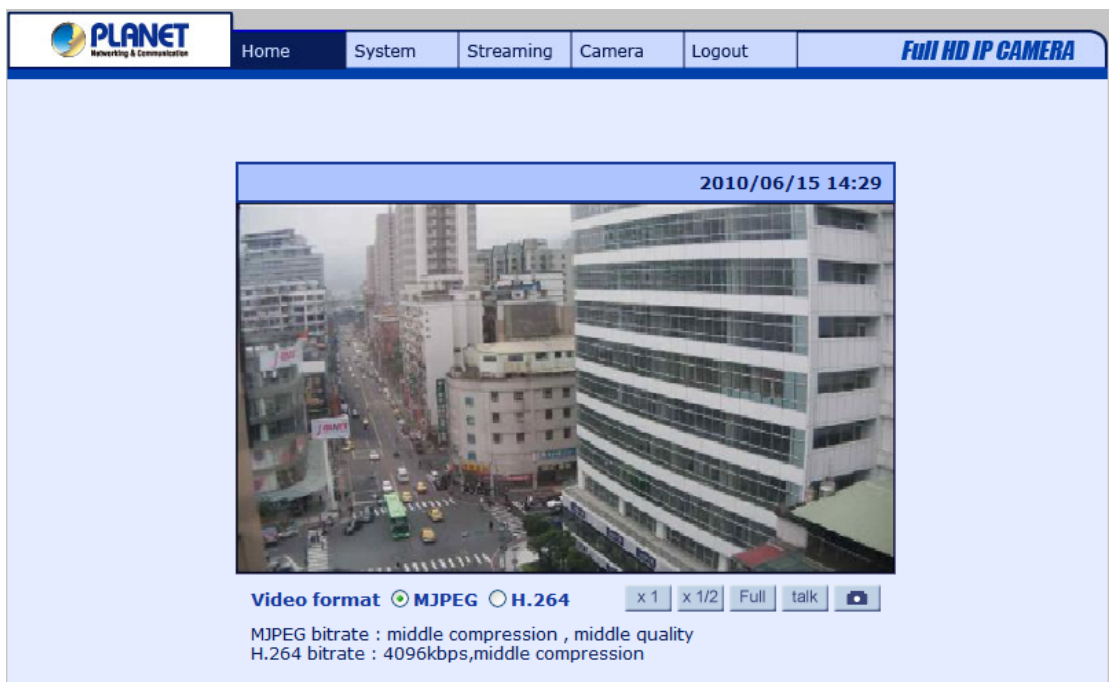 PLANET
Networking & Communication
Home System Streaming Camera Logout Full HD IP CAMERA
2010/06/15 14:29
Video format MJPEG H.264 x 1 x 1/2 Full talk
MJPEG bitrate : middle compression , middle quality
H.264 bitrate : 4096kbps,middle compression